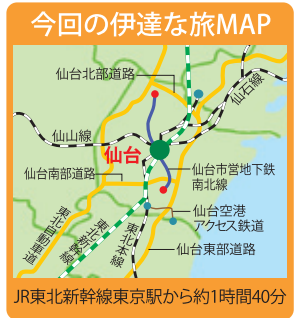 今回の伊達な旅MAP
仙台北部道路
仙石線
仙山線
仙台
仙台南部道路
仙台市営地下鉄
南北線
仙台空港
アクセス鉄道
東北自動車道
東北新幹線
東北本線
仙台東部道路
JR東北新幹線東京駅から約1時間40分